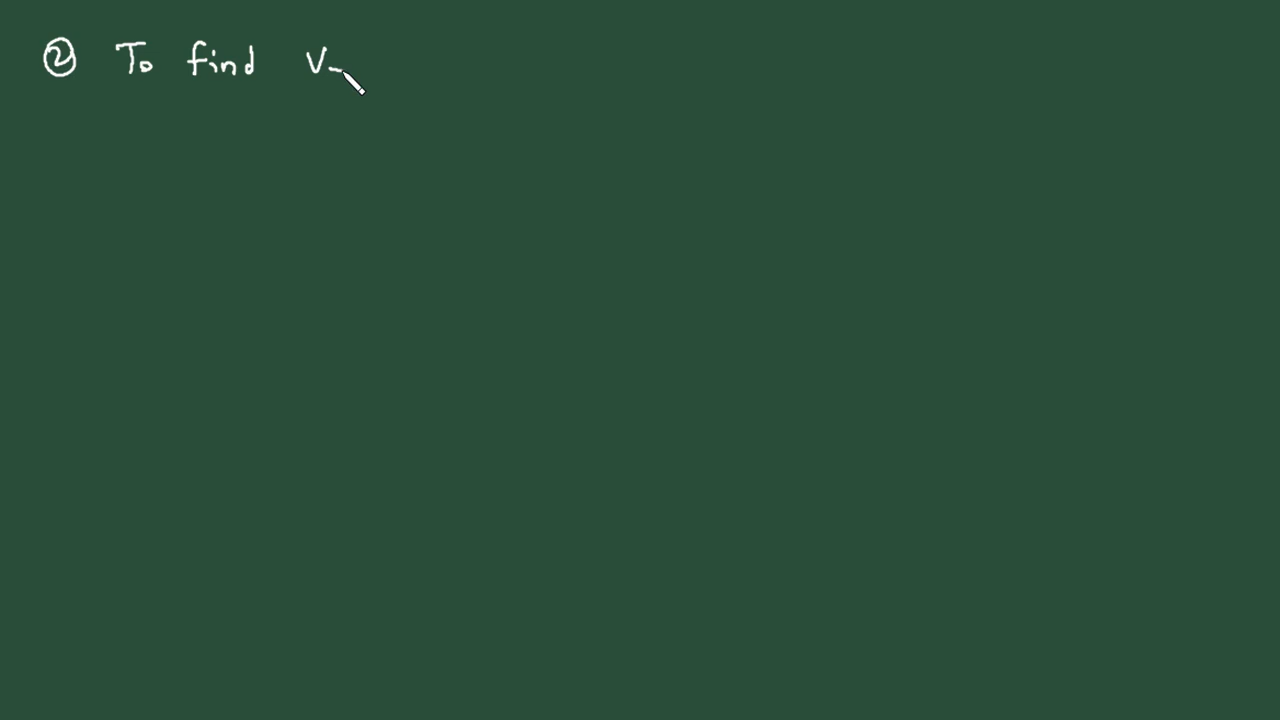 ② To find V-